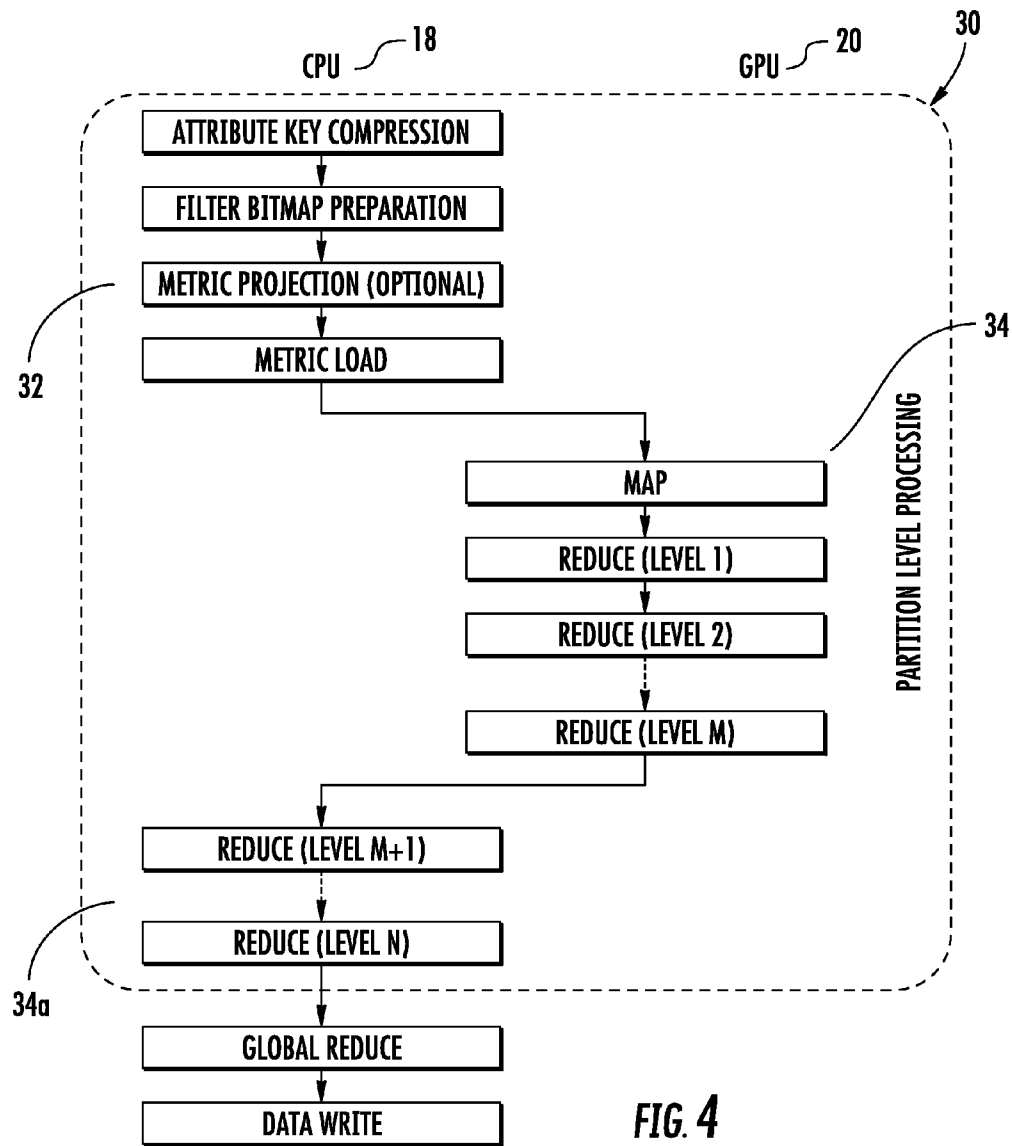 CPU 18
GPU 20
30
ATTRIBUTE KEY COMPRESSION
FILTER BITMAP PREPARATION
METRIC PROJECTION (OPTIONAL)
32
METRIC LOAD
34
MAP
REDUCE (LEVEL 1)
REDUCE (LEVEL 2)
REDUCE (LEVEL M)
PARTITION LEVEL PROCESSING
REDUCE (LEVEL M+1)
REDUCE (LEVEL N)
34a
GLOBAL REDUCE
DATA WRITE
FIG. 4